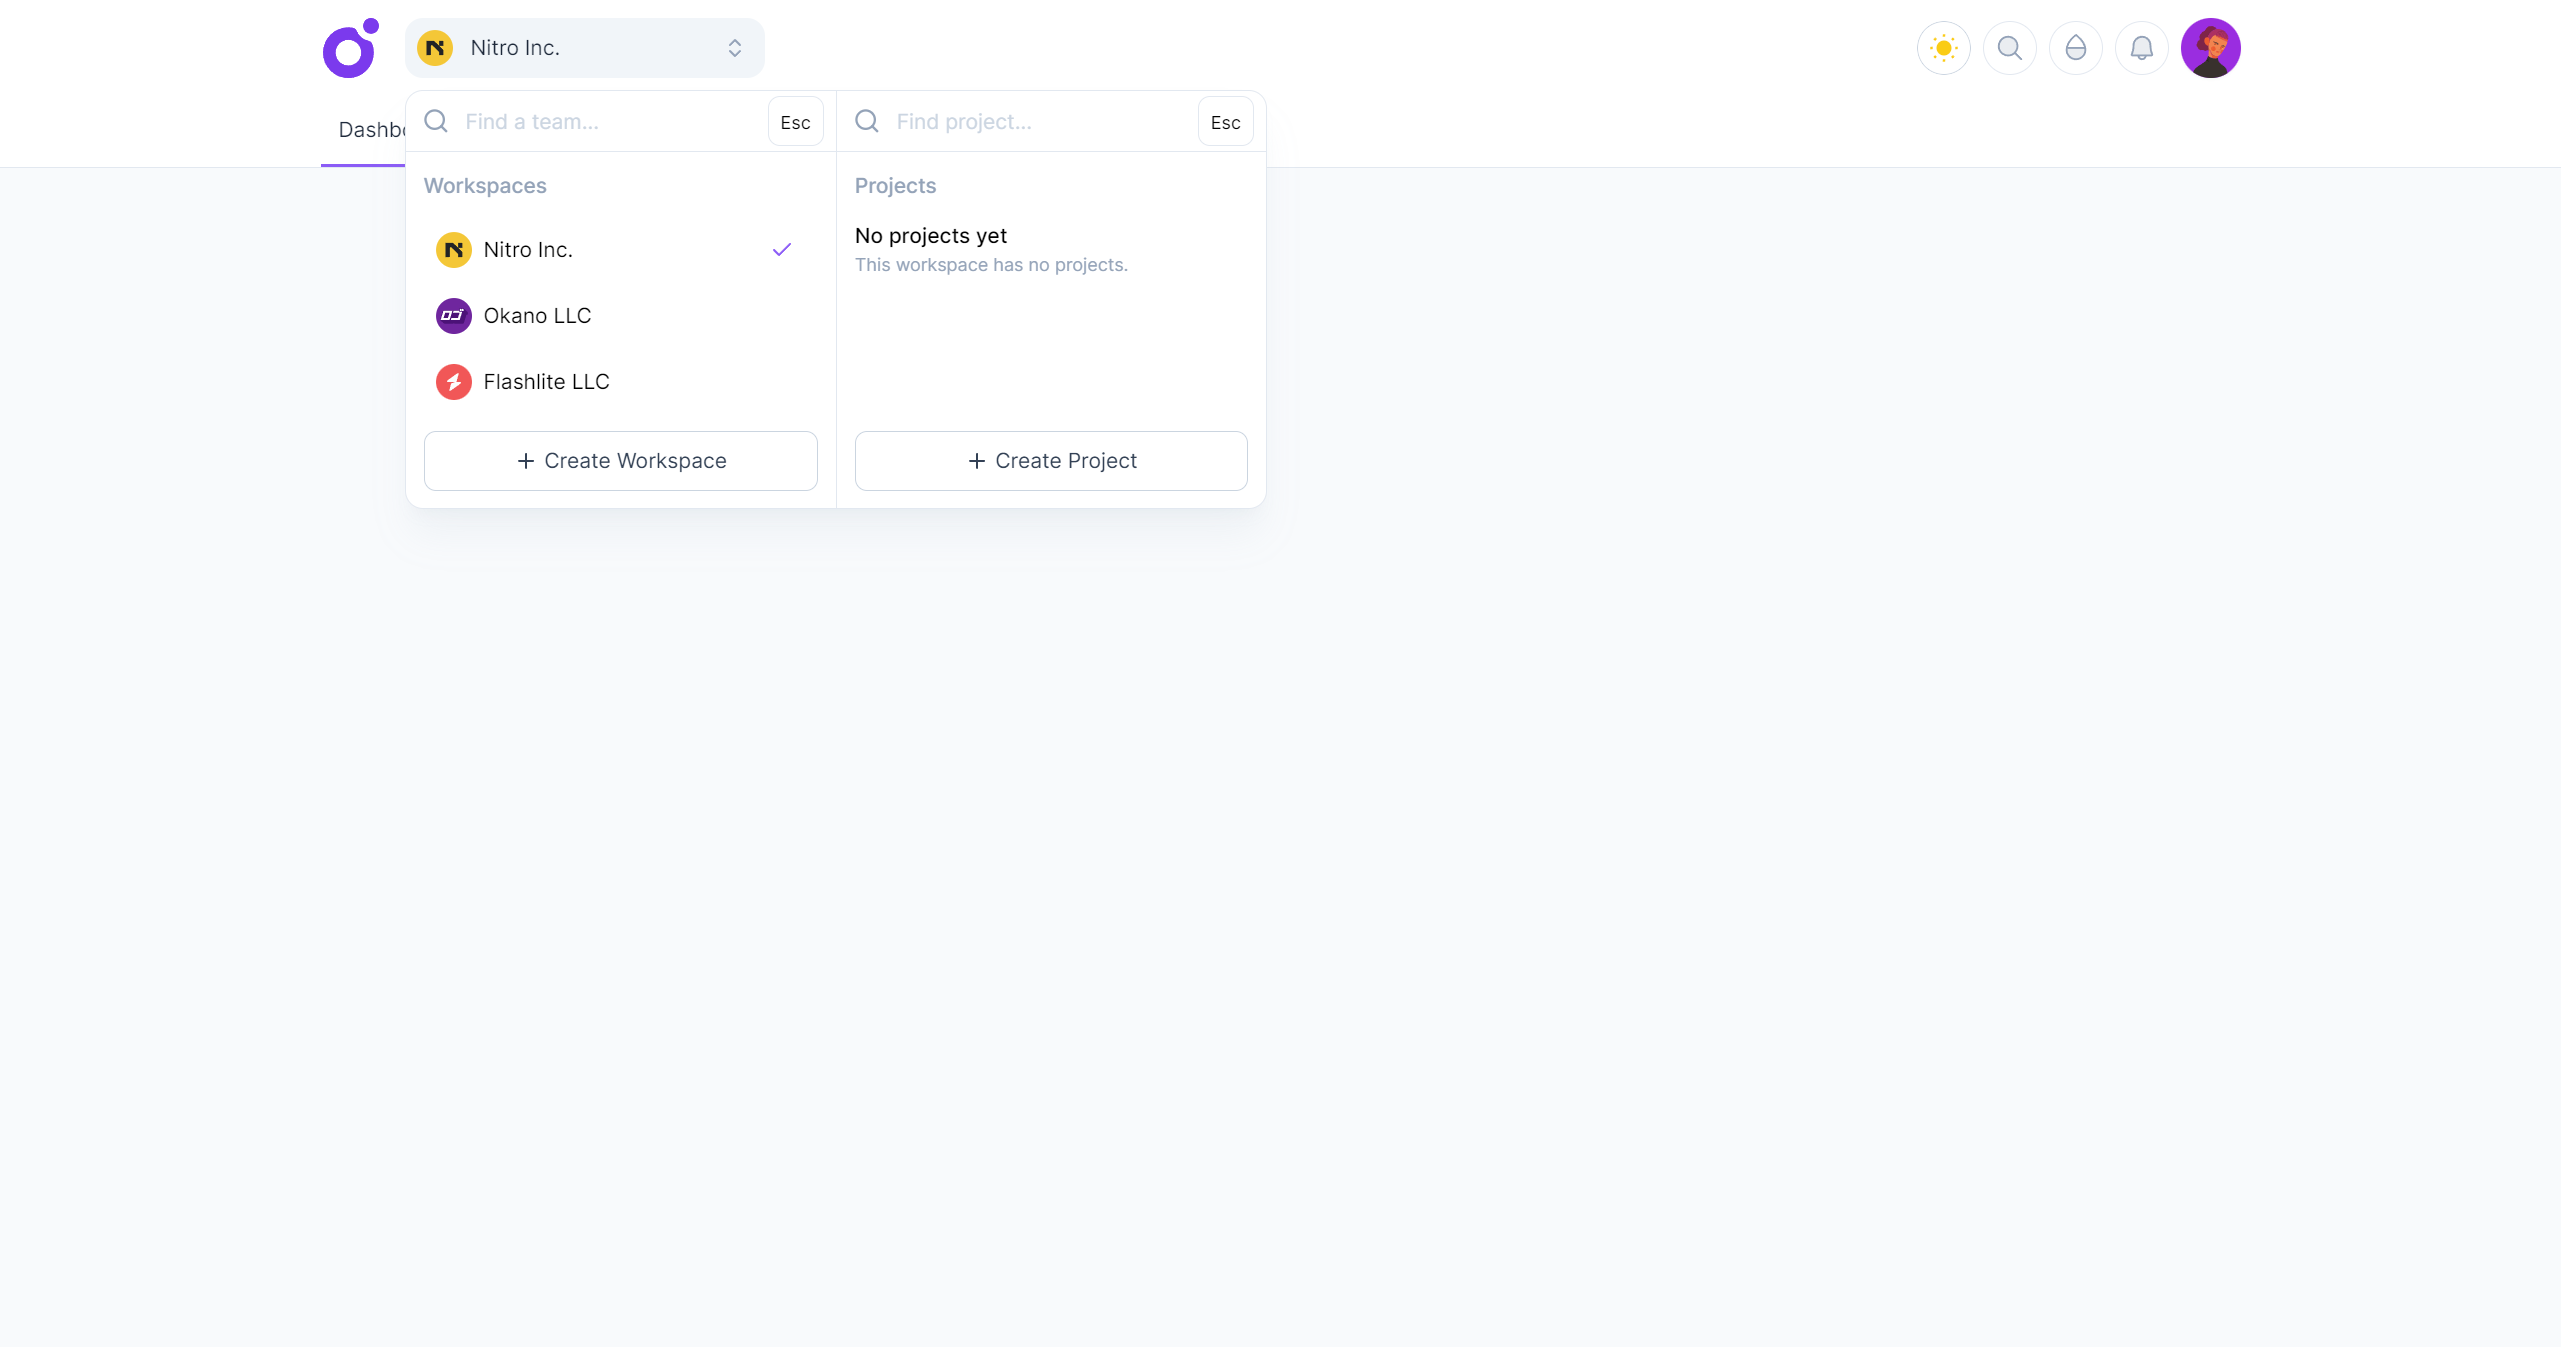 Nitro Inc.
Dashbo
Find a team...
Esc
Find project...
Esc
Workspaces
Nitro Inc.
Okano LLC
Flashlite LLC
+ Create Workspace
Projects
No projects yet
This workspace has no projects.
+ Create Project